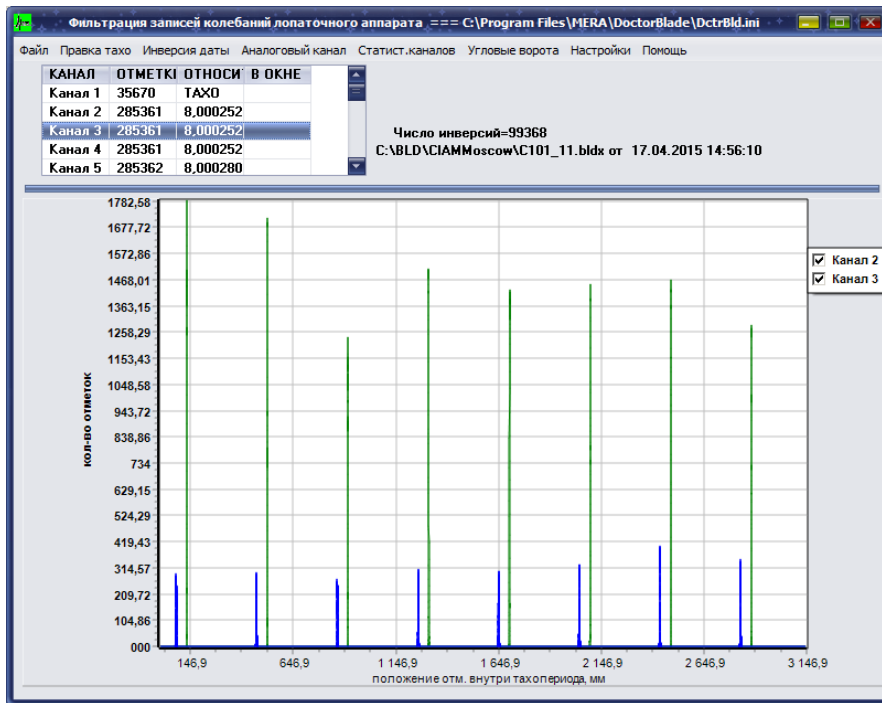 Фильтрация записей колебаний лопаточного аппарата === C:\Program Files\MERA\DoctorBlade\DctrBld.ini
Файл Правка тахо Инверсия даты Аналоговый канал Статист.каналов Угловые ворота Настройки Помощь
КАНАЛ ОТМЕТКІ ОТНОСИ' В ОКНЕ
Канал 1 35670 ТАХО
Канал 2 285361 8,000252
Канал 3 285361 8,000252
Канал 4 285361 8,000252
Канал 5 285362 8,000280
Число инверсий=99368
C:\BLD\CIAMMoscow\C101_11.bldx от 17.04.2015 14:56:10
1782,58
1677,72
1572,86
1468,01
1363,15
1258,29
1153,43
1048,58
943,72
838,86
734
629,15
524,29
419,43
314,57
209,72
104,86
000
кол-во отметок
Канал 2
Канал 3
146,9 646,9 1 146,9 1 646,9 2 146,9 2 646,9 3 146,9
положение отм. внутри тахопериода, мм